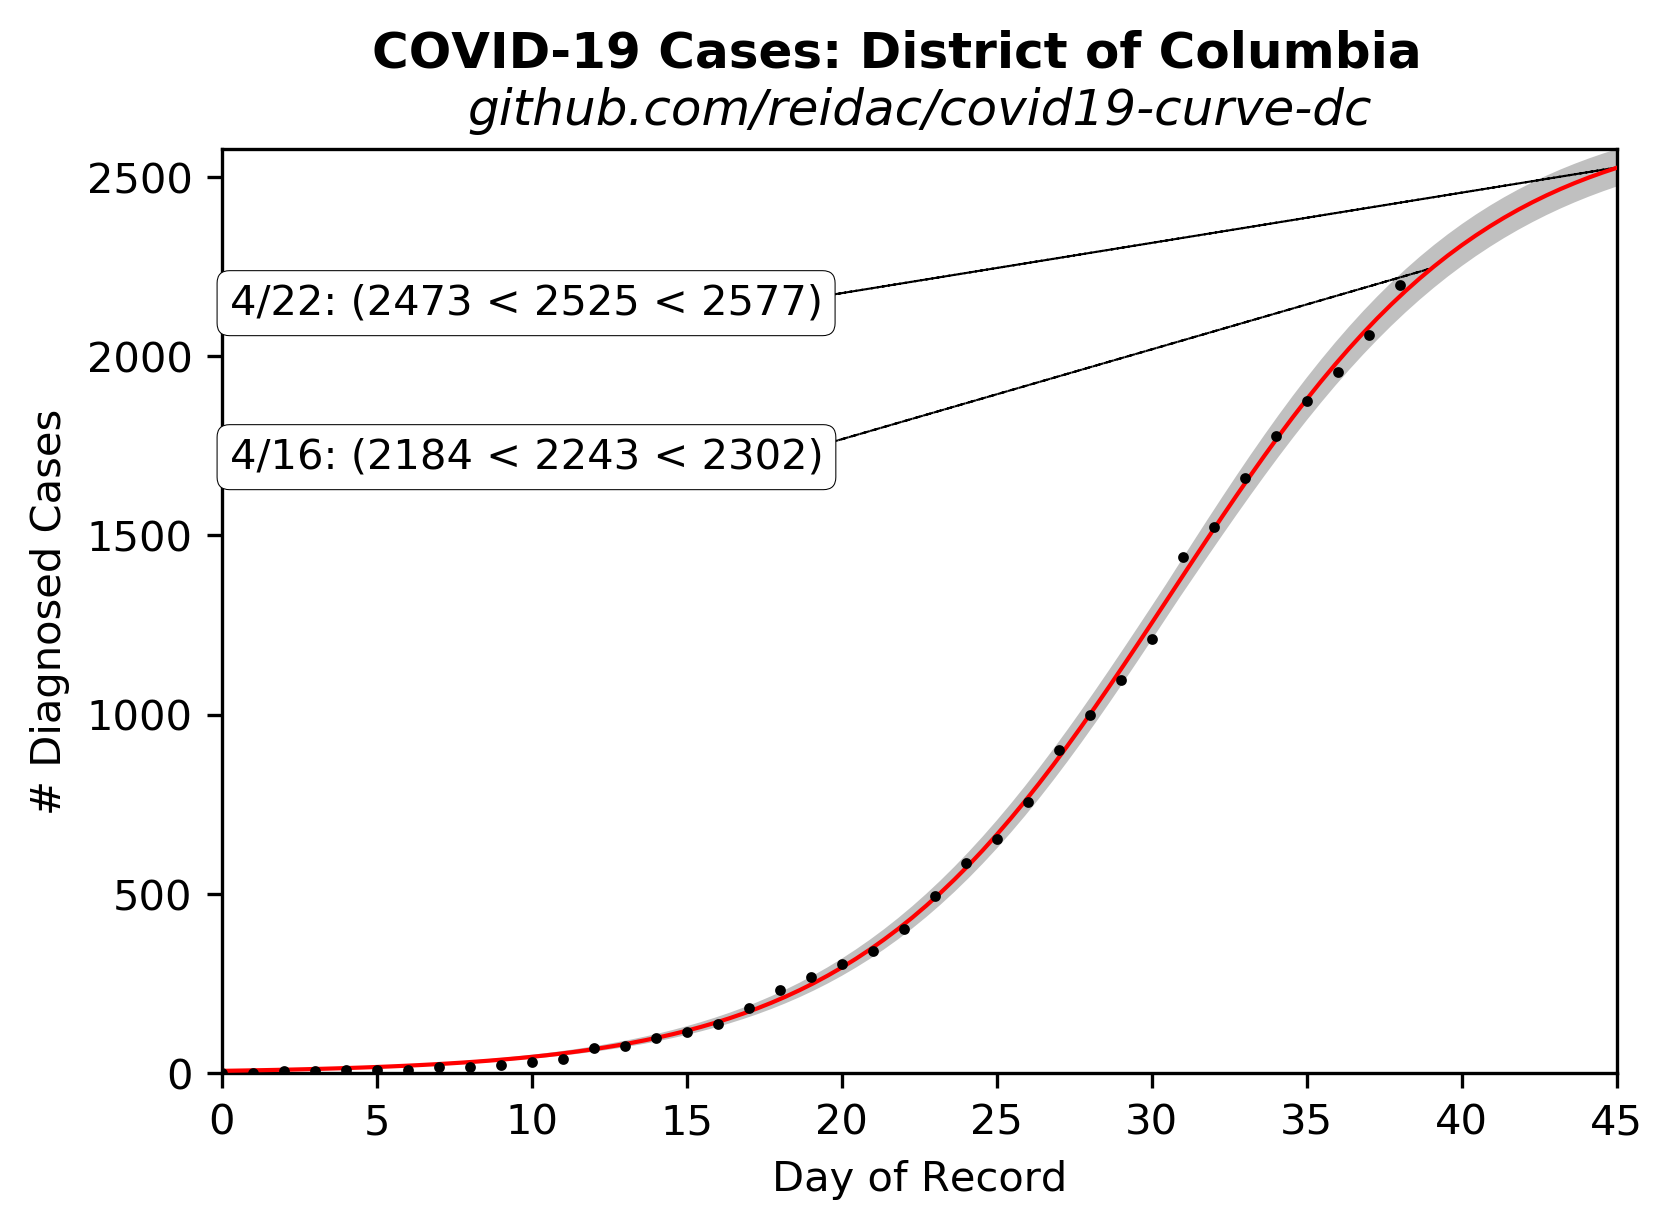 COVID-19 Cases: District of Columbia
github.com/reidac/covid19-curve-dc
2500
4/22: (2473 < 2525 < 2577)
2000
4/16: (2184 < 2243 < 2302)
# Diagnosed Cases
1500
1000
500
0
0 5 10 15 20 25 30 35 40 45
Day of Record